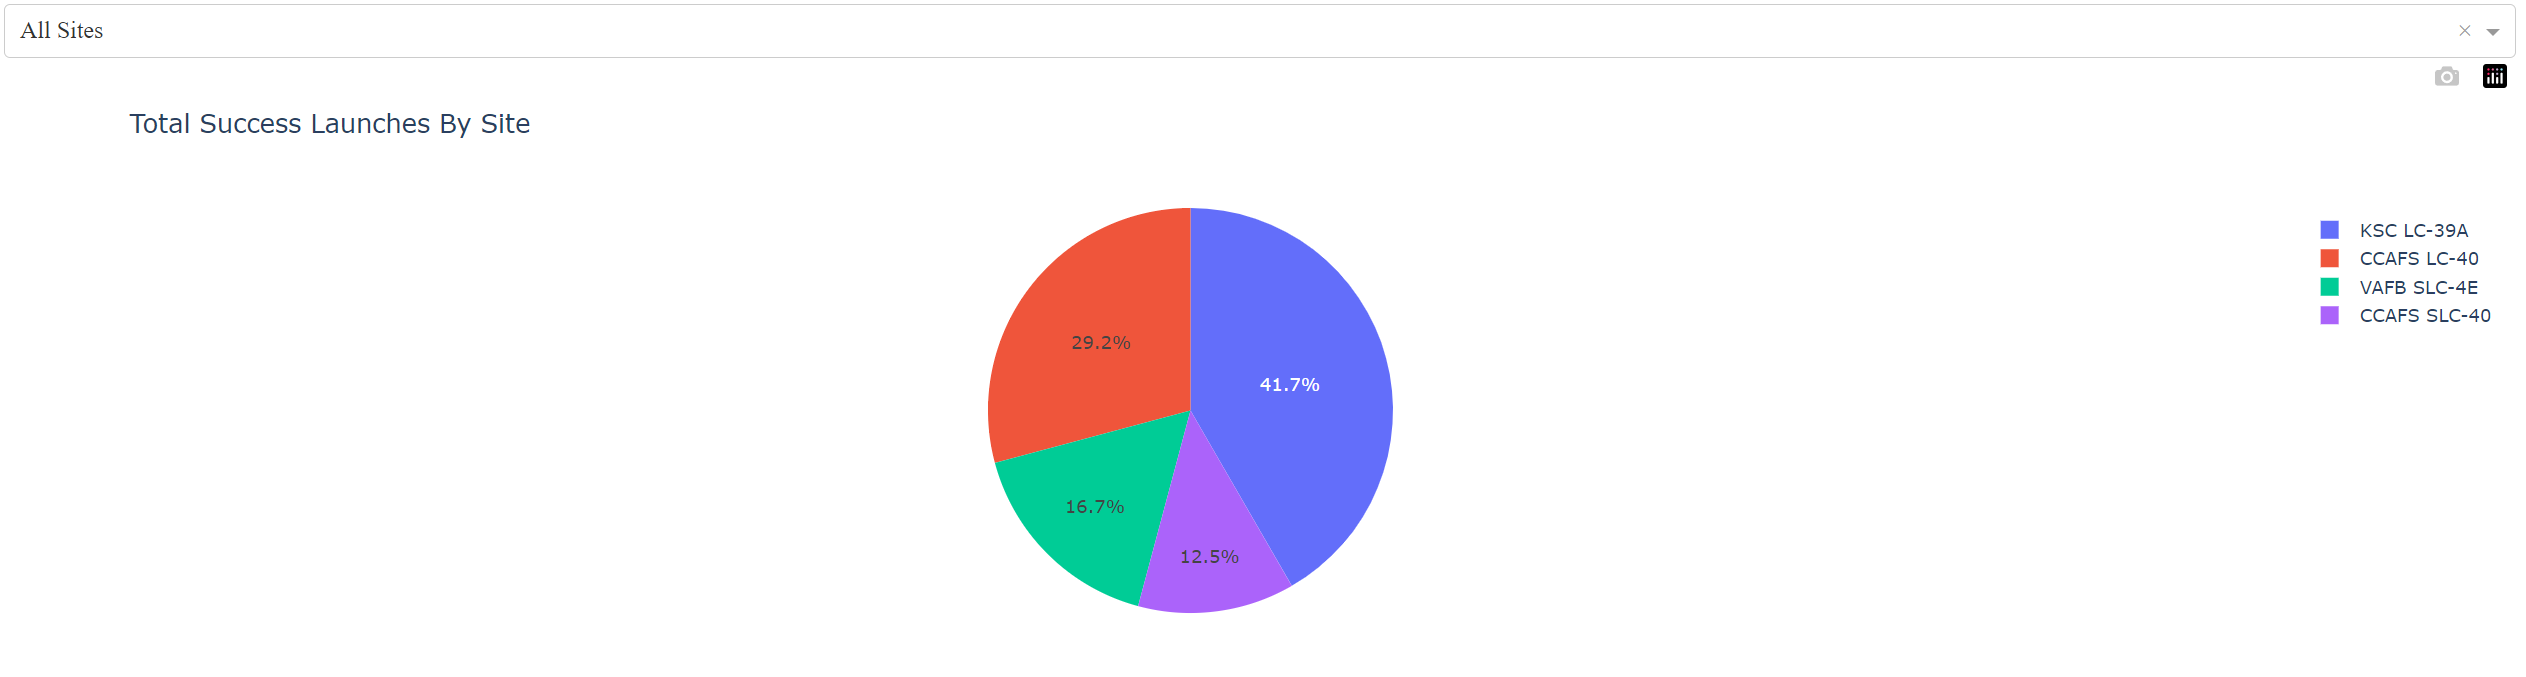 All Sites
Total Success Launches By Site
KSC LC-39A
CCAFS LC-40
VAFB SLC-4E
CCAFS SLC-40
29.2%
41.7%
16.7%
12.5%